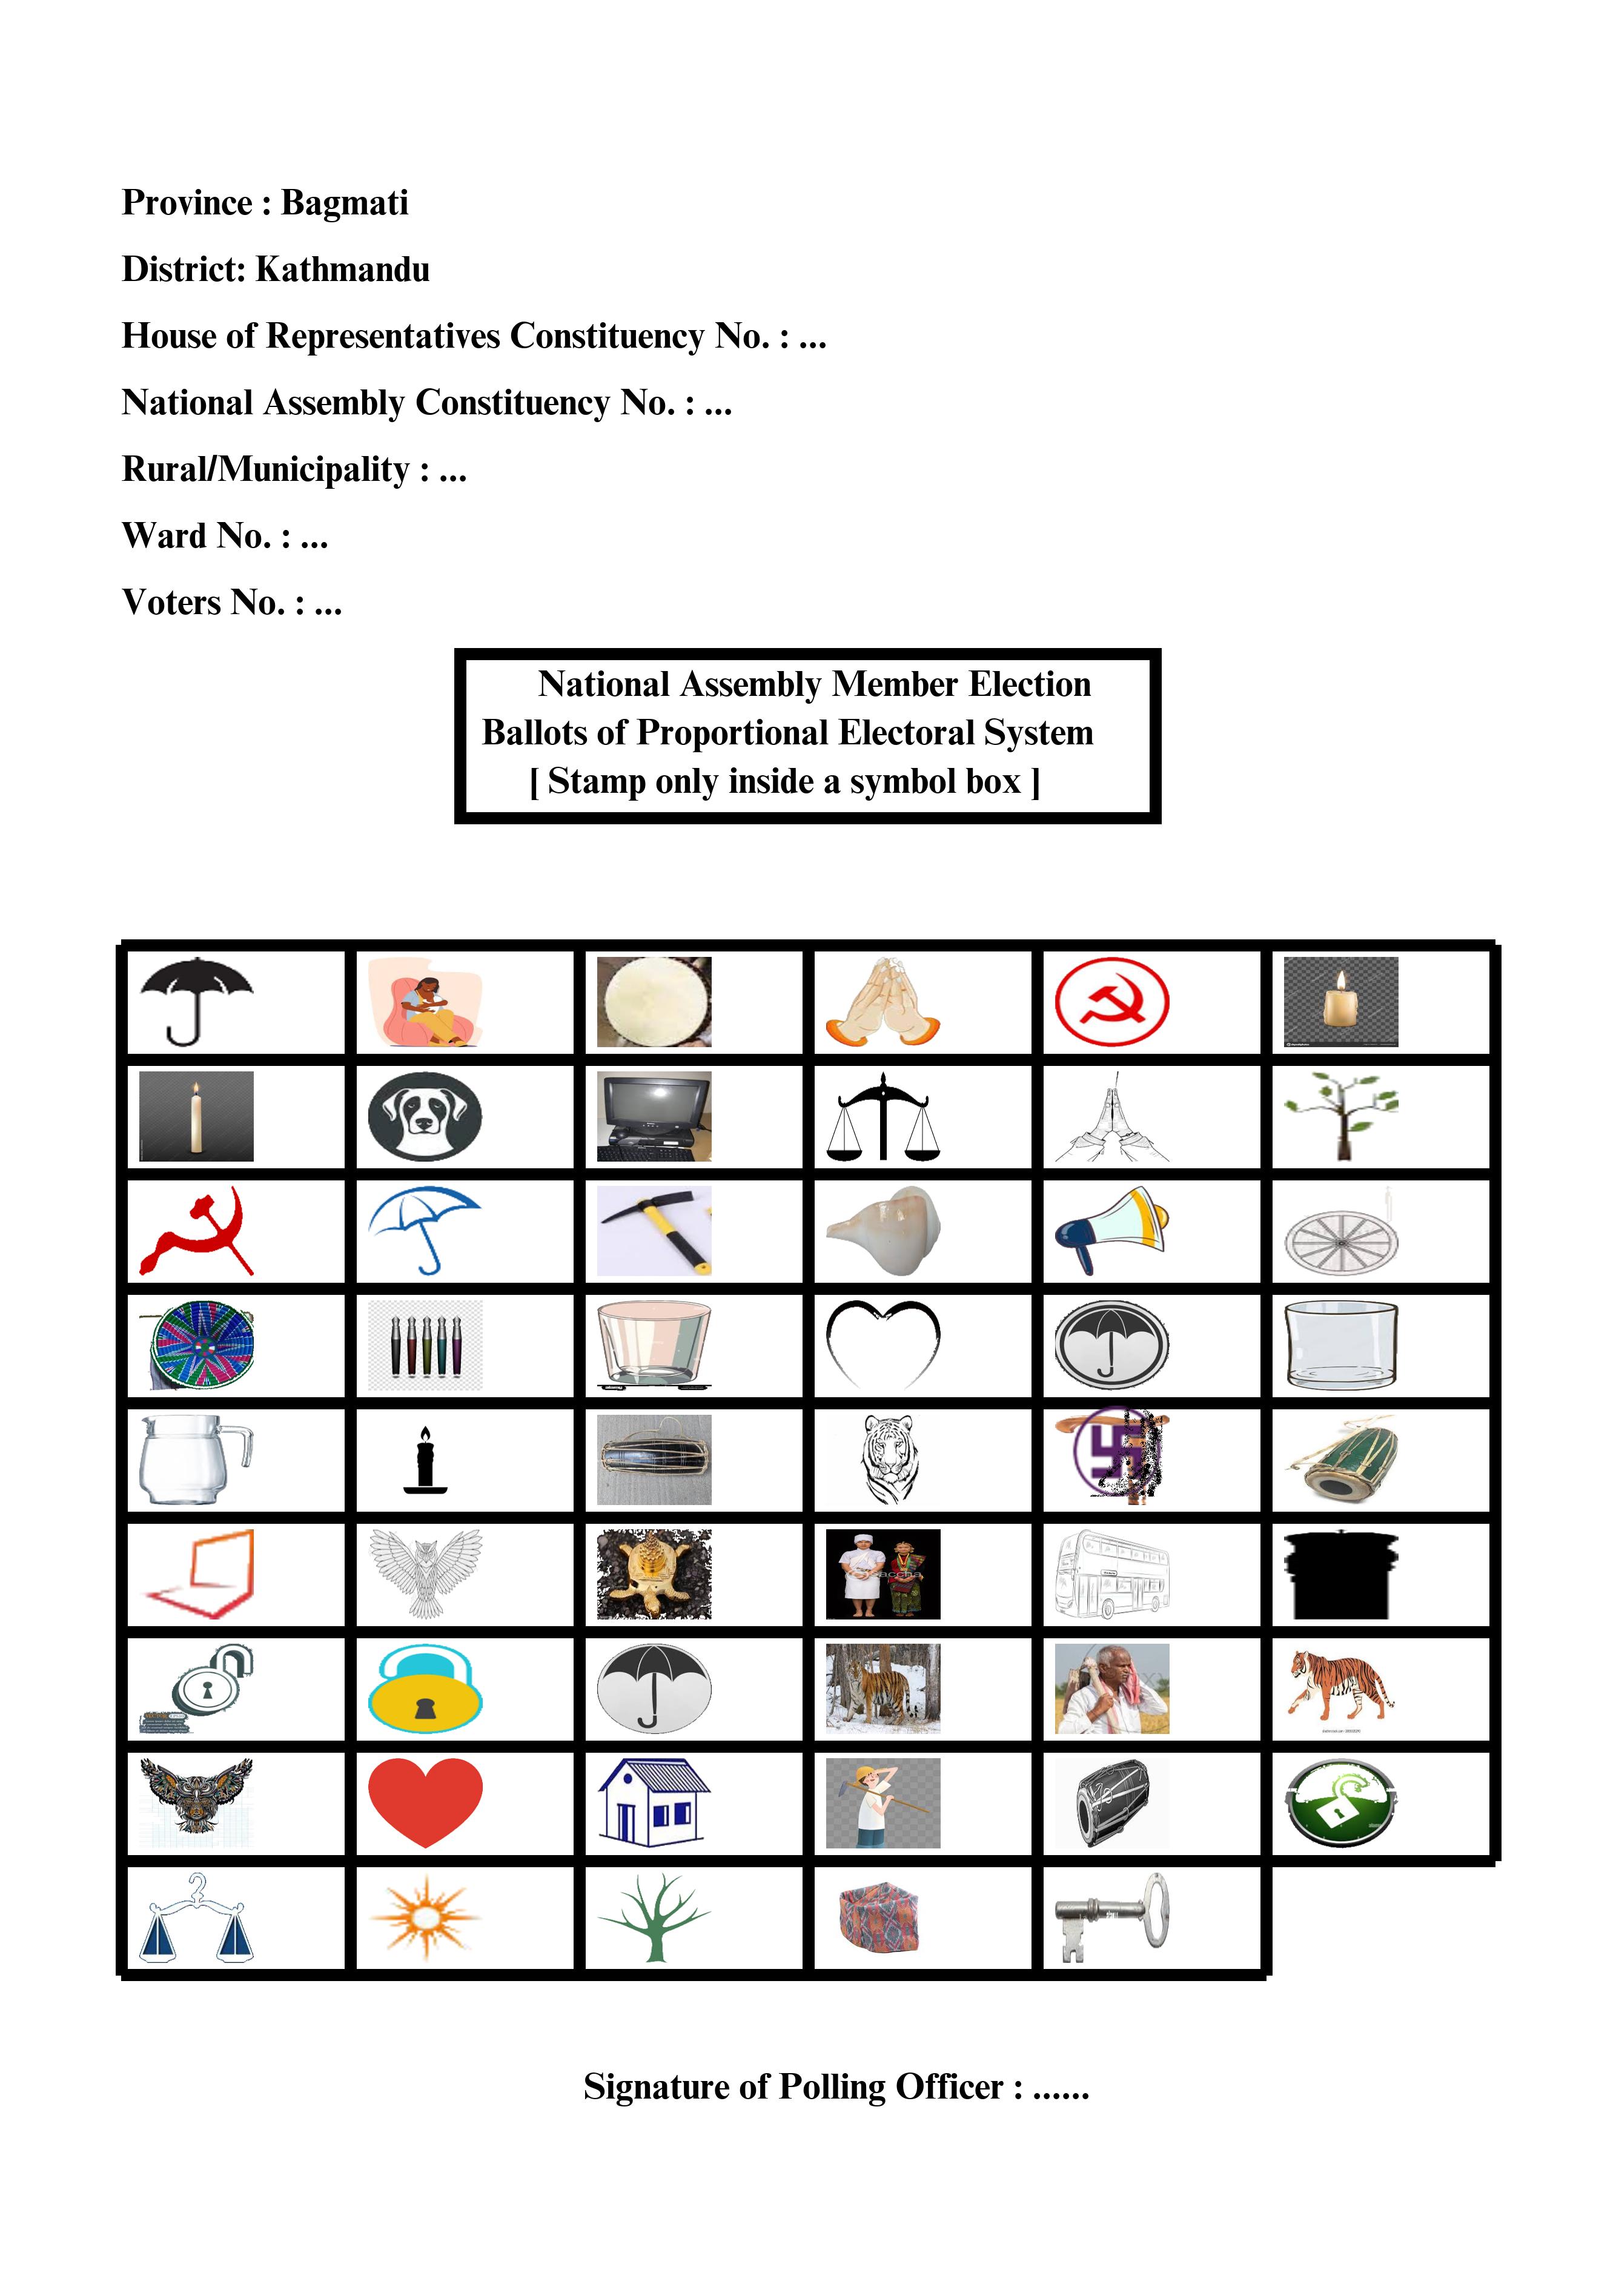 Province : Bagmati
District: Kathmandu
House of Representatives Constituency No. : ...
National Assembly Constituency No. : ...
Rural/Municipality : ...
Ward No. : ...
Voters No. : ...
National Assembly Member Election
Ballots of Proportional Electoral System
[ Stamp only inside a symbol box ]
Signature of Polling Officer : ......